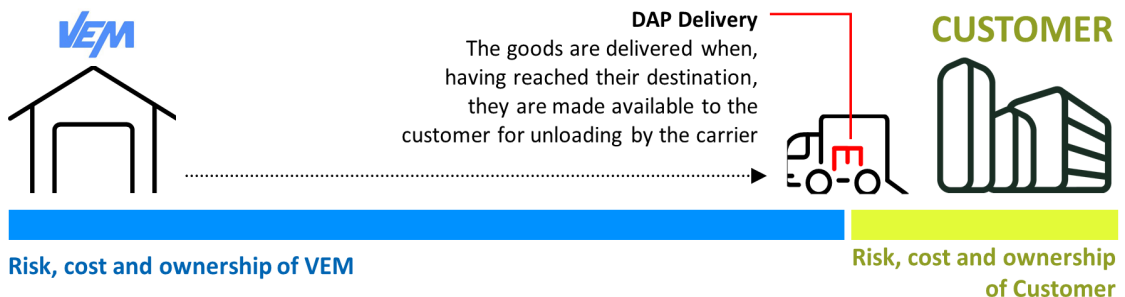 VEM
DAP Delivery
The goods are delivered when,
having reached their destination,
they are made available to the
customer for unloading by the carrier
CUSTOMER
Risk, cost and ownership of VEM
Risk, cost and ownership
of Customer